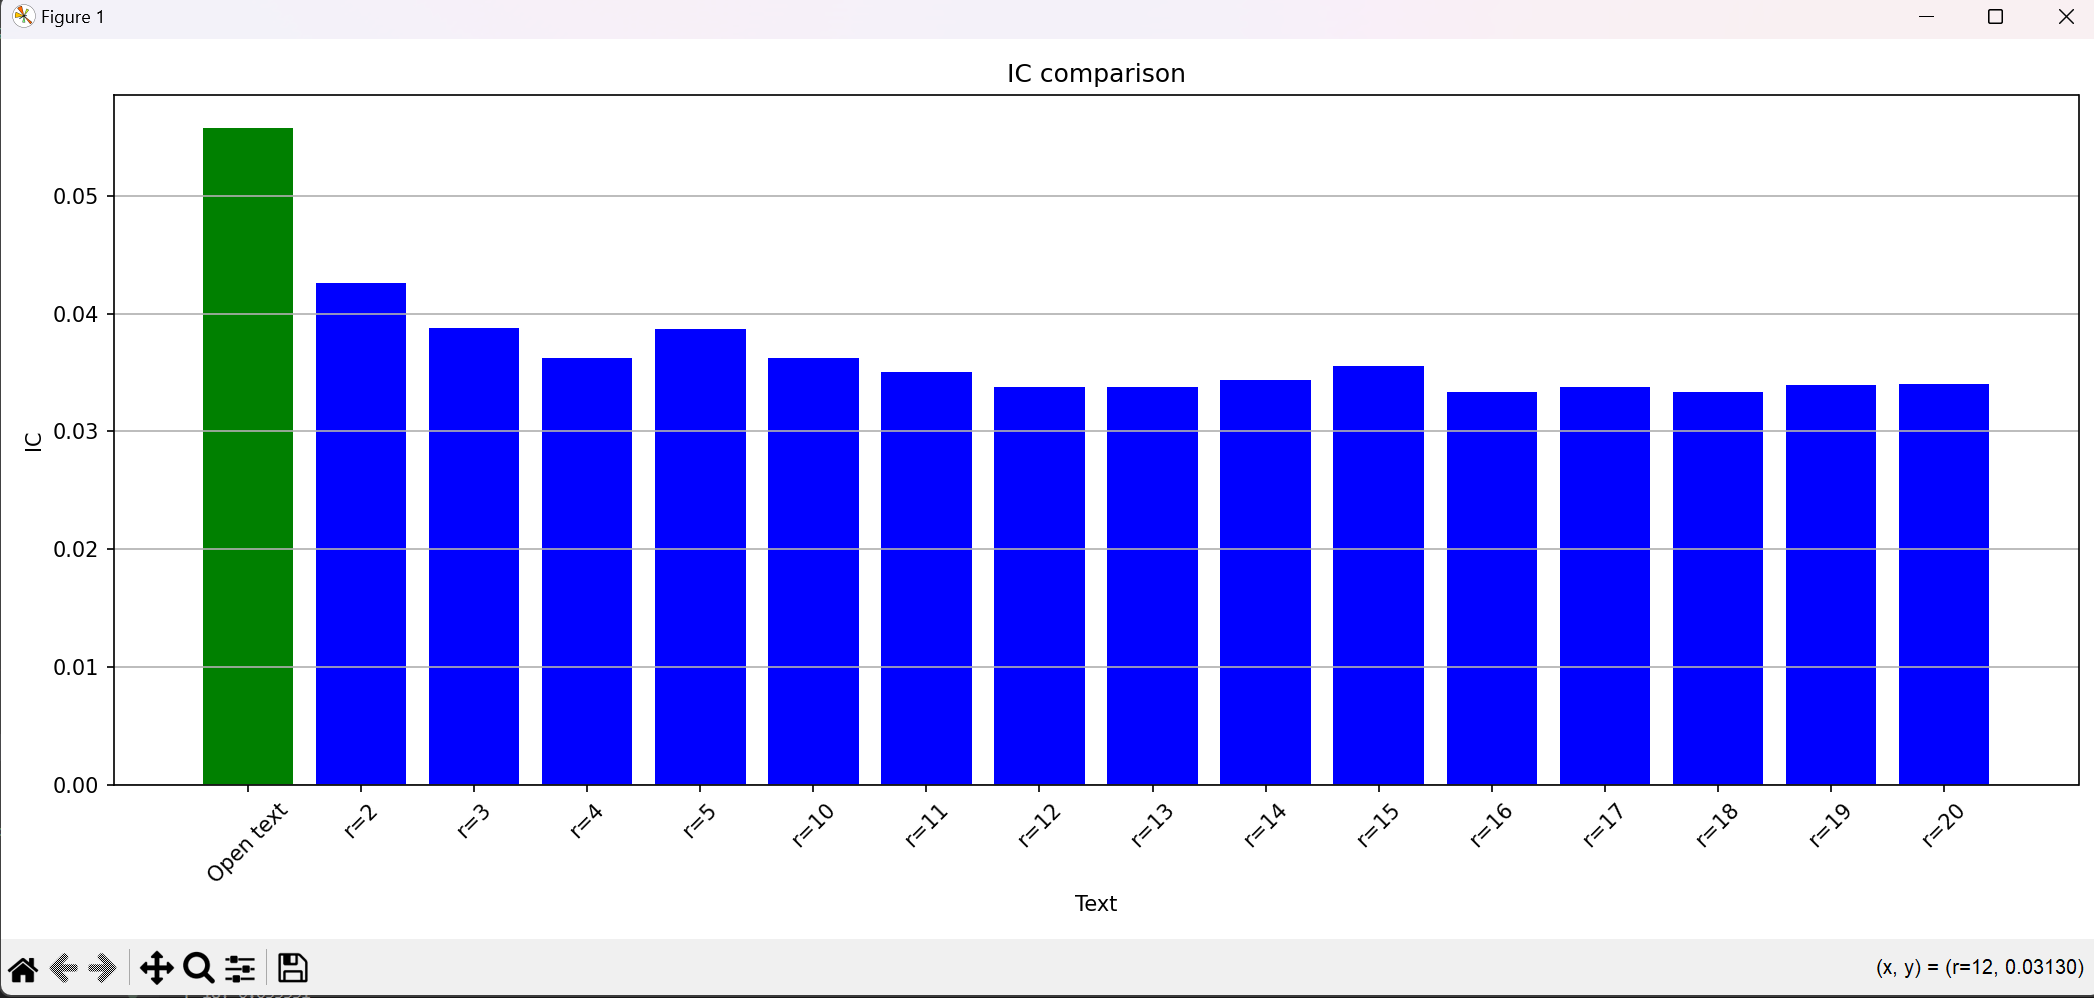 Figure 1
IC comparison
0.05
0.04
0.03
0.02
0.01
0.00
IC
Open text
r=2
r=3
r=4
r=5
r=10
r=11
r=12
r=13
r=14
r=15
r=16
r=17
r=18
r=19
r=20
Text
(x, y) = (r=12, 0.03130)